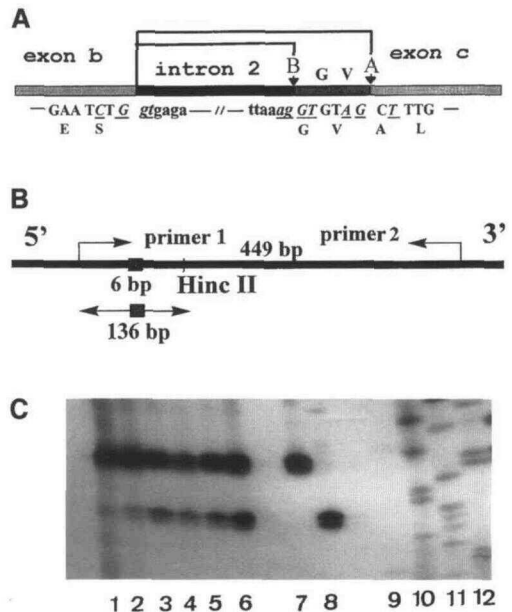 A
exon b
intron 2
B
G V
A
exon c
—GAA TCTG gtgaga — // — ttaaag GT GTA G CT TTG —
E S G V A L
B
5' primer 1 449 bp primer 2 3'
6 bp Hinc II
136 bp
C
1 2 3 4 5 6 7 8 9 10 11 12